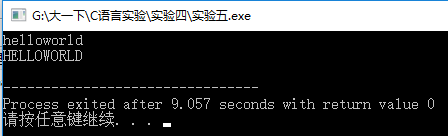 G:\大一下\C语言实验\实验四\实验五.exe
helloworld
HELLOWORLD
--------------------------------
Process exited after 9.057 seconds with return value 0
请按任意键继续. . .